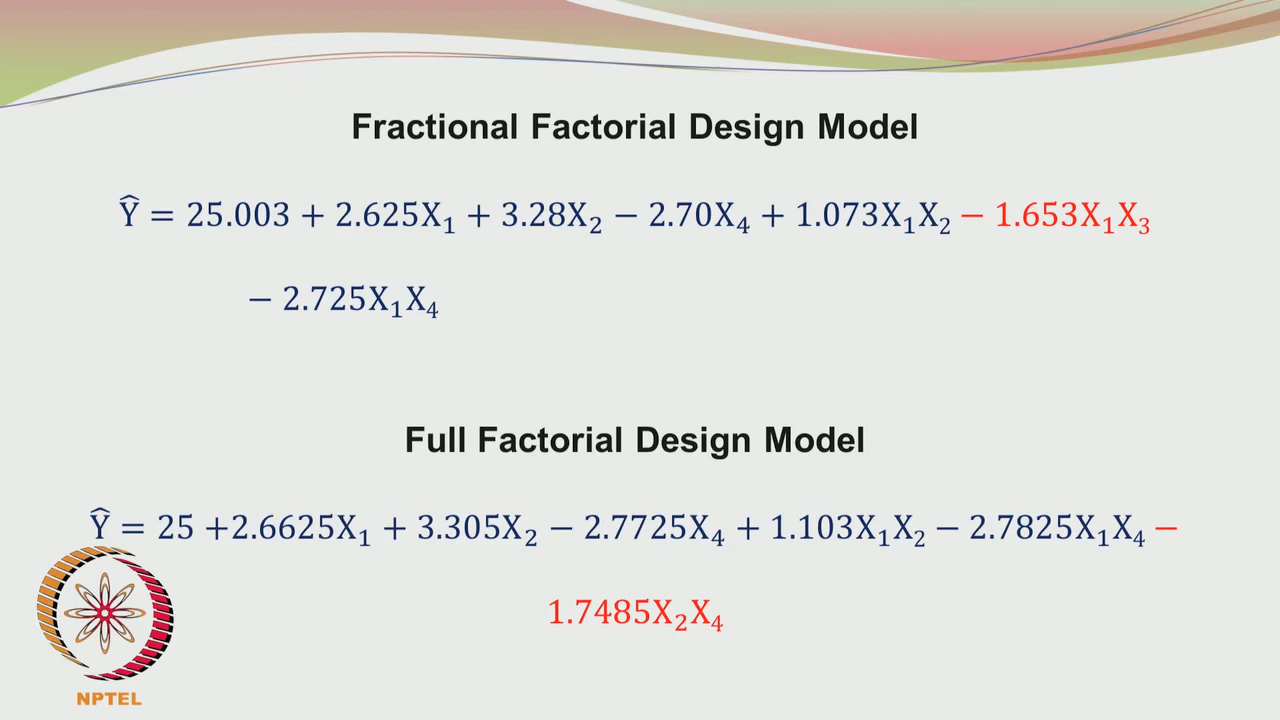 Fractional Factorial Design Model
Ŷ = 25.003 + 2.625X₁ + 3.28X₂ − 2.70X₄ + 1.073X₁X₂ − 1.653X₁X₃
− 2.725X₁X₄
Full Factorial Design Model
Ŷ = 25 +2.6625X₁ + 3.305X₂ − 2.7725X₄ + 1.103X₁X₂ − 2.7825X₁X₄ −
1.7485X₂X₄
NPTEL